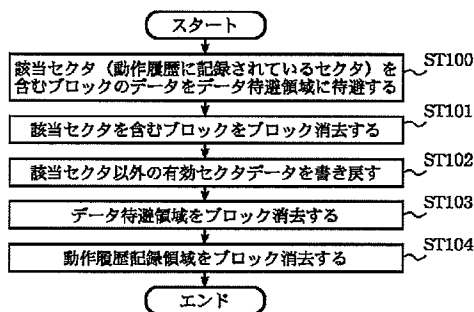 スタート
ST100
該当セクタ（動作履歴に記録されているセクタ）を
含むブロックのデータをデータ待避領域に待避する
ST101
該当セクタを含むブロックをブロック消去する
ST102
該当セクタ以外の有効セクタデータを書き戻す
ST103
データ待避領域をブロック消去する
ST104
動作履歴記録領域をブロック消去する
エンド